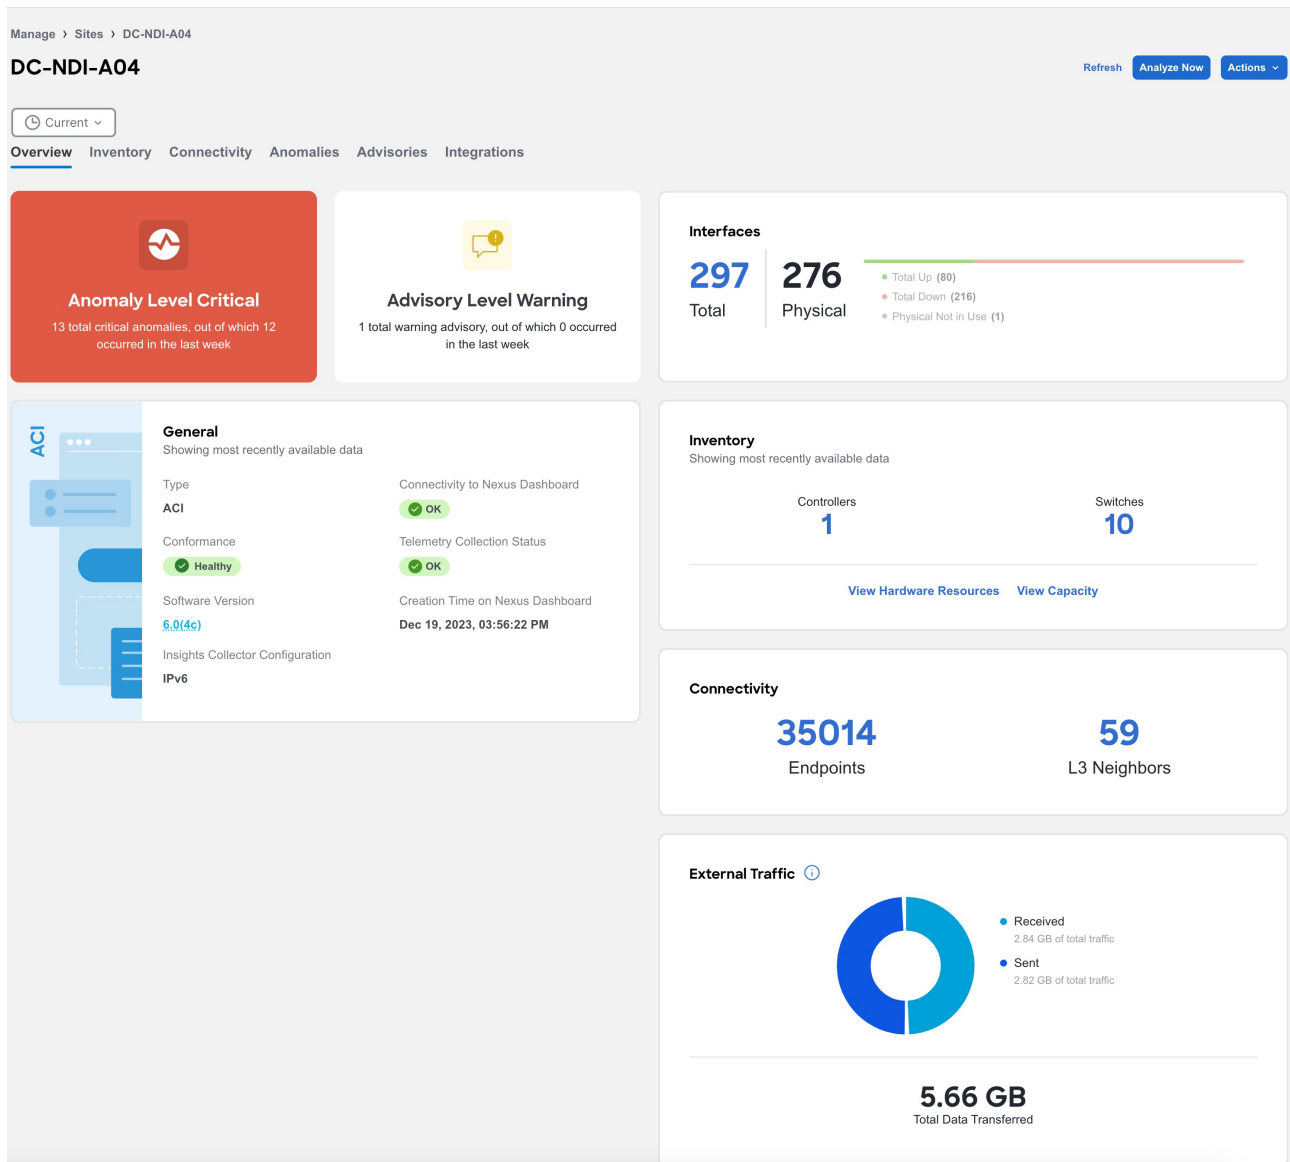 Manage › Sites › DC-NDI-A04
DC-NDI-A04
Refresh Analyze Now Actions
Current
Overview Inventory Connectivity Anomalies Advisories Integrations
Anomaly Level Critical
13 total critical anomalies, out of which 12
occurred in the last week
Advisory Level Warning
1 total warning advisory, out of which 0 occurred
in the last week
Interfaces
297 Total
276 Physical
Total Up (80)
Total Down (216)
Physical Not in Use (1)
ACI
General
Showing most recently available data
Type
ACI
Connectivity to Nexus Dashboard
OK
Conformance
Healthy
Telemetry Collection Status
OK
Software Version
6.0(4c)
Creation Time on Nexus Dashboard
Dec 19, 2023, 03:56:22 PM
Insights Collector Configuration
IPv6
Inventory
Showing most recently available data
Controllers
1
Switches
10
View Hardware Resources View Capacity
Connectivity
35014
Endpoints
59
L3 Neighbors
External Traffic
Received
2.84 GB of total traffic
Sent
2.82 GB of total traffic
5.66 GB
Total Data Transferred